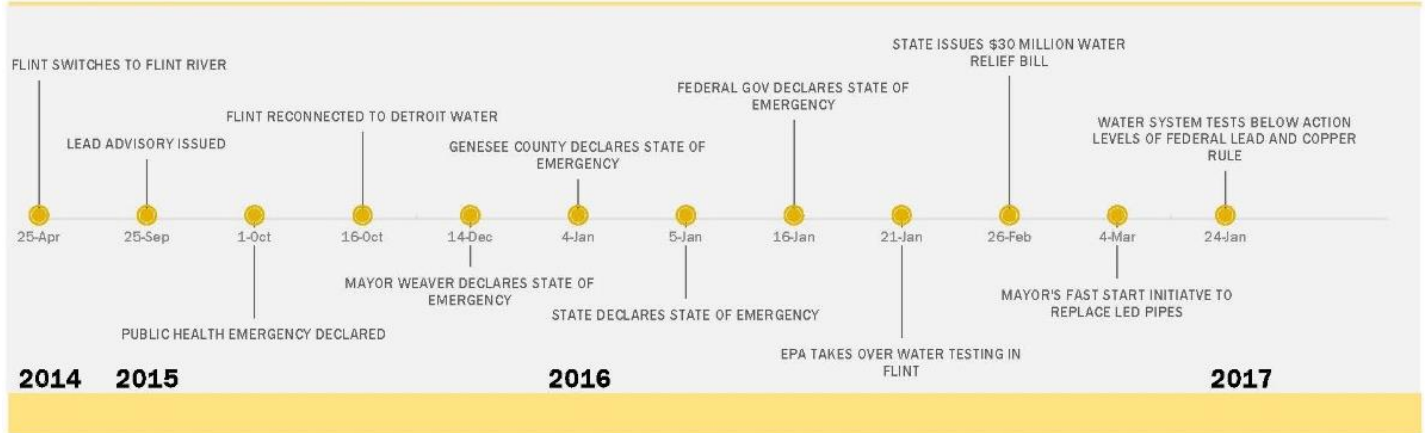 STATE ISSUES $30 MILLION WATER
RELIEF BILL
FLINT SWITCHES TO FLINT RIVER
FEDERAL GOV DECLARES STATE OF
EMERGENCY
FLINT RECONNECTED TO DETROIT WATER
WATER SYSTEM TESTS BELOW ACTION
LEVELS OF FEDERAL LEAD AND COPPER
RULE
LEAD ADVISORY ISSUED
GENESEE COUNTY DECLARES STATE OF
EMERGENCY
25-Apr 25-Sep 1-Oct 16-Oct 14-Dec 4-Jan 5-Jan 16-Jan 21-Jan 26-Feb 4-Mar 24-Jan
MAYOR WEAVER DECLARES STATE OF
EMERGENCY
MAYOR'S FAST START INITIATVE TO
REPLACE LED PIPES
STATE DECLARES STATE OF EMERGENCY
PUBLIC HEALTH EMERGENCY DECLARED
EPA TAKES OVER WATER TESTING IN
FLINT
2014 2015 2016 2017